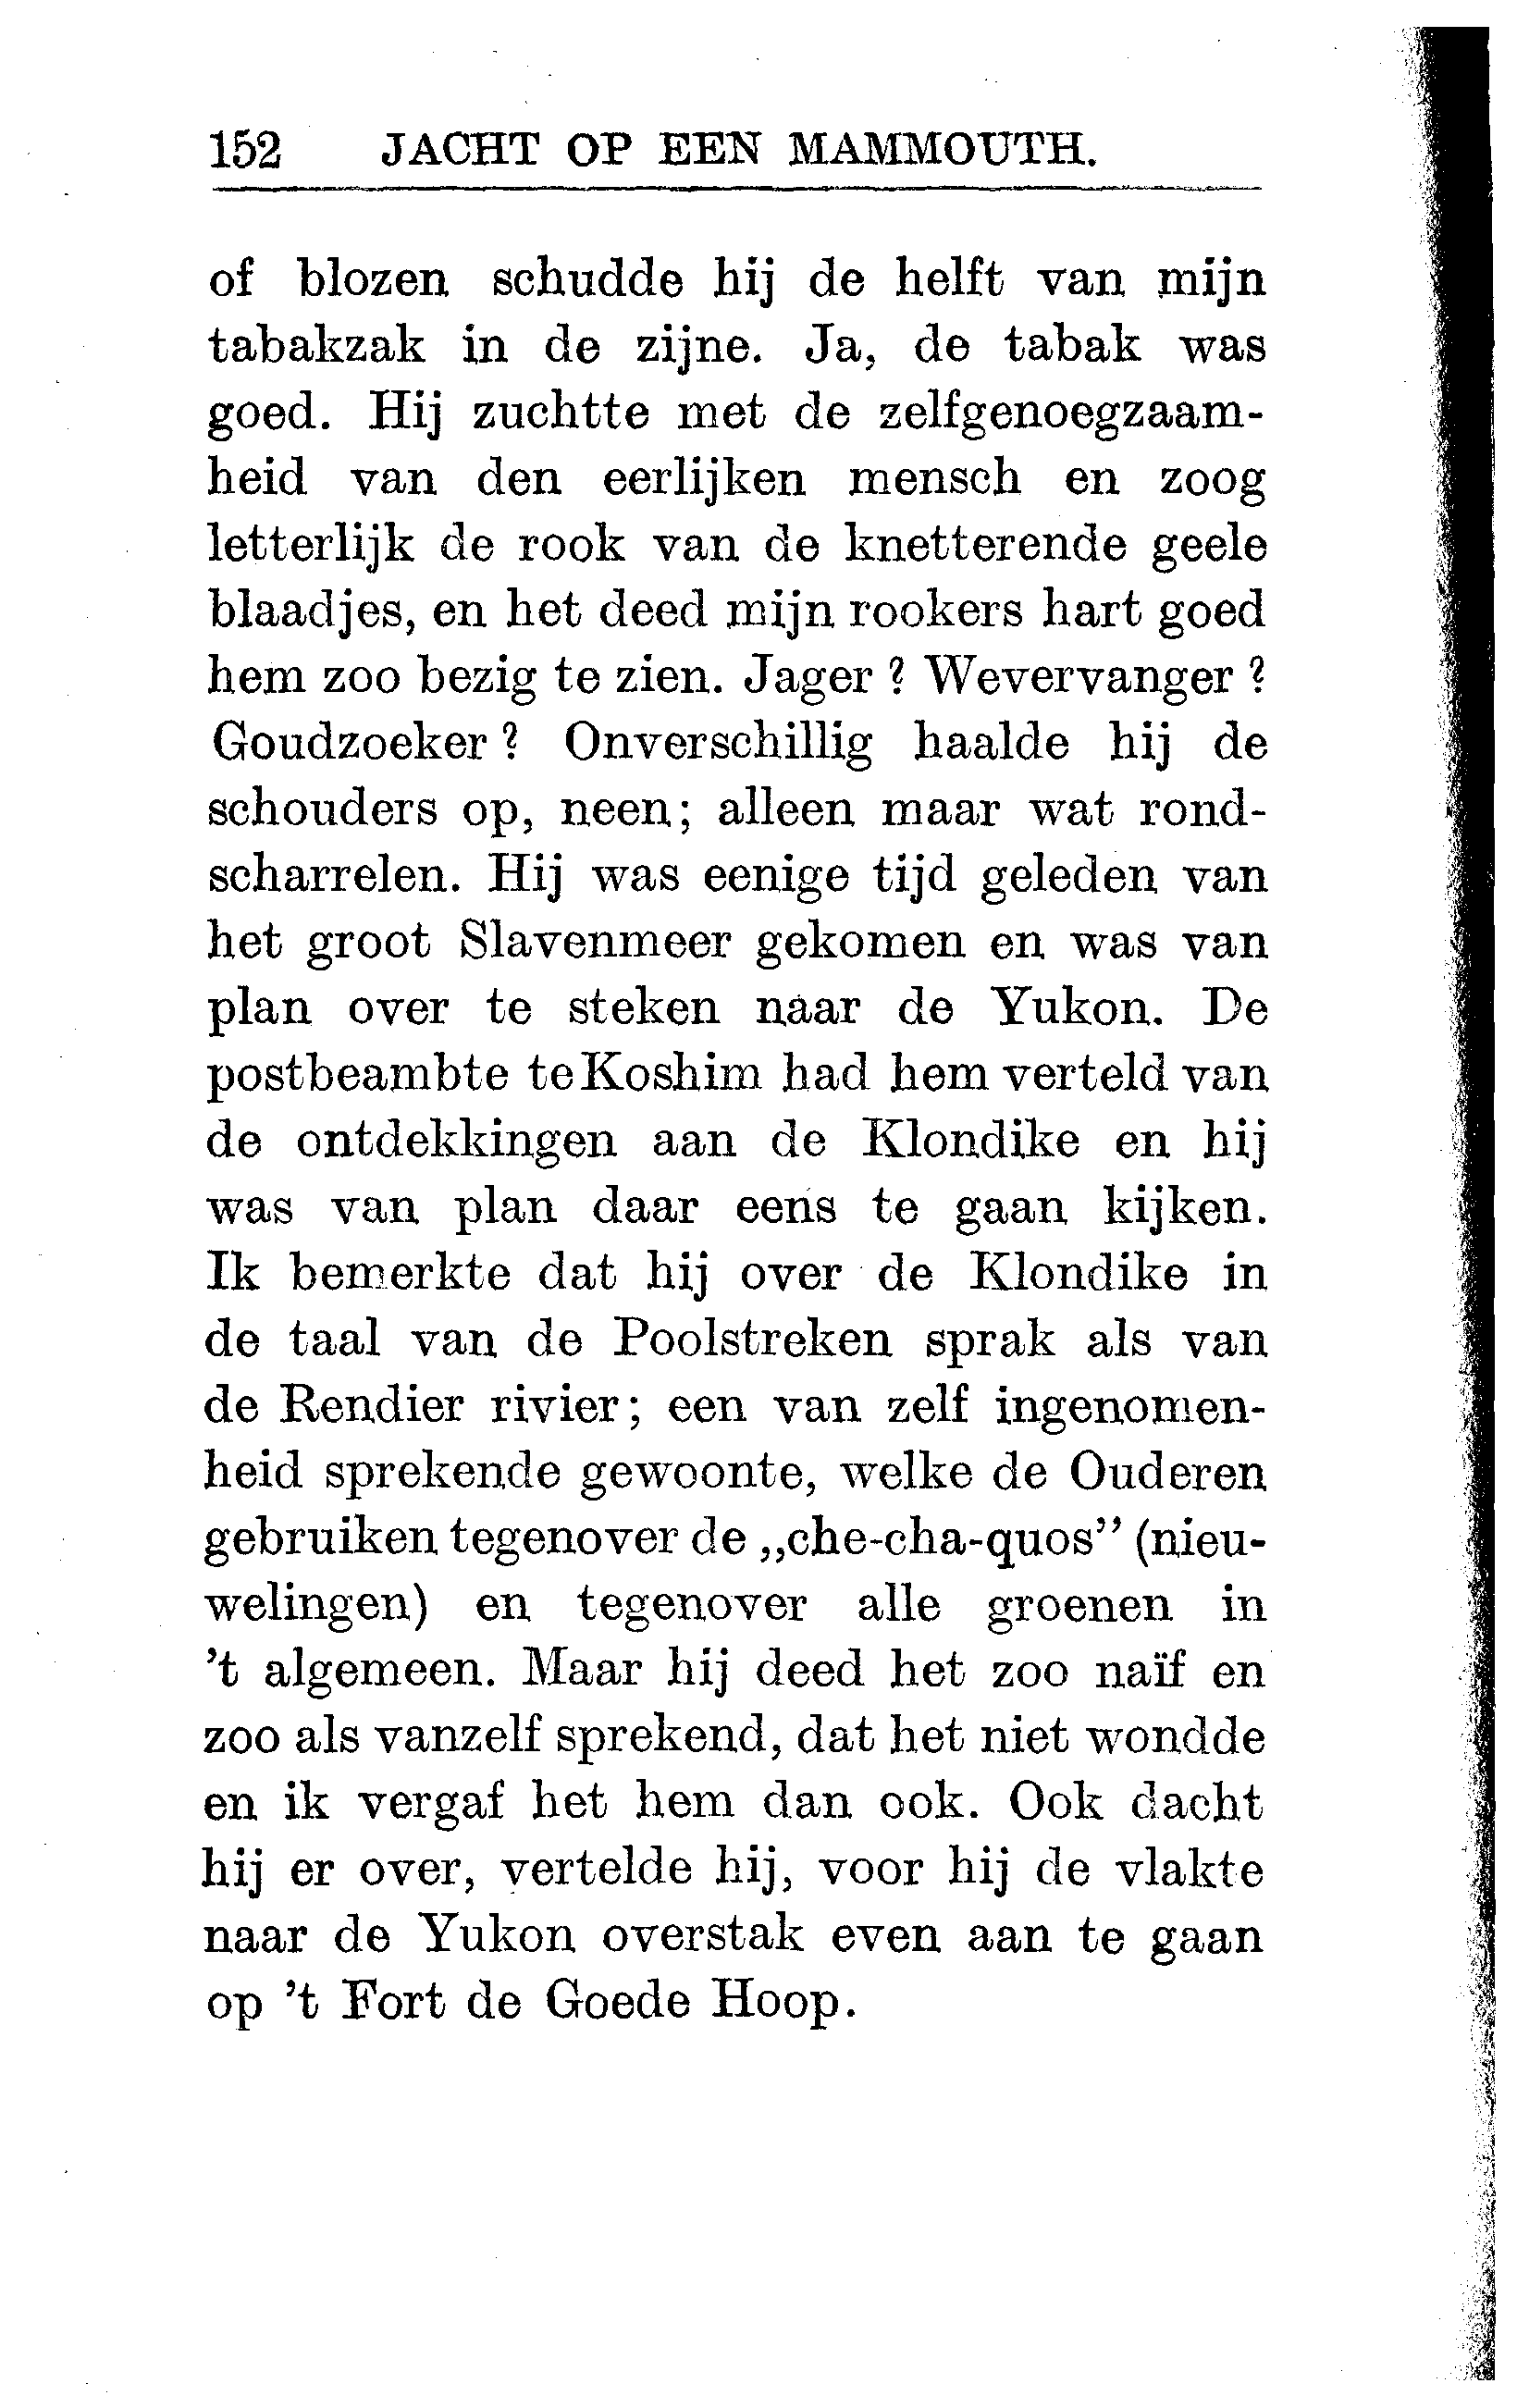 152 JACHT OP EEN MAMMOUTH.
of blozen schudde hij de helft van mijn
tabakzak in de zijne. Ja, de tabak was
goed. Hij zuchtte met de zelfgenoegzaam-
heid van den eerlijken mensch en zoog
letterlijk de rook van de knetterende geele
blaadjes, en het deed mijn rookers hart goed
hem zoo bezig te zien. Jager ? Wevervanger ?
Goudzoeker ? Onverschillig haalde hij de
schouders op, neen; alleen maar wat rond-
scharrelen. Hij was eenige tijd geleden van
het groot Slavenmeer gekomen en was van
plan over te steken naar de Yukon. De
postbeambte te Koshim had hem verteld van
de ontdekkingen aan de Klondike en hij
was van plan daar eens te gaan kijken.
Ik bemerkte dat hij over de Klondike in
de taal van de Poolstreken sprak als van
de Rendier rivier; een van zelf ingenomen-
heid sprekende gewoonte, welke de Ouderen
gebruiken tegenover de „che-cha-quos” (nieu-
welingen) en tegenover alle groenen in
’t algemeen. Maar hij deed het zoo naïf en
zoo als vanzelf sprekend, dat het niet wondde
en ik vergaf het hem dan ook. Ook dacht
hij er over, vertelde hij, voor hij de vlakte
naar de Yukon overstak even aan te gaan
op ’t Fort de Goede Hoop.